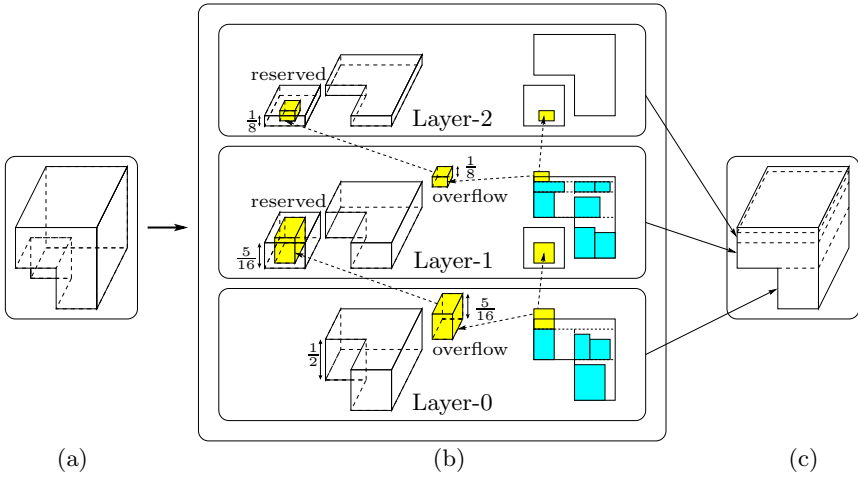 reserved
1/8
Layer-2
1/8
reserved
overflow
5/16
Layer-1
5/16
overflow
1/2
Layer-0
(a)
(b)
(c)